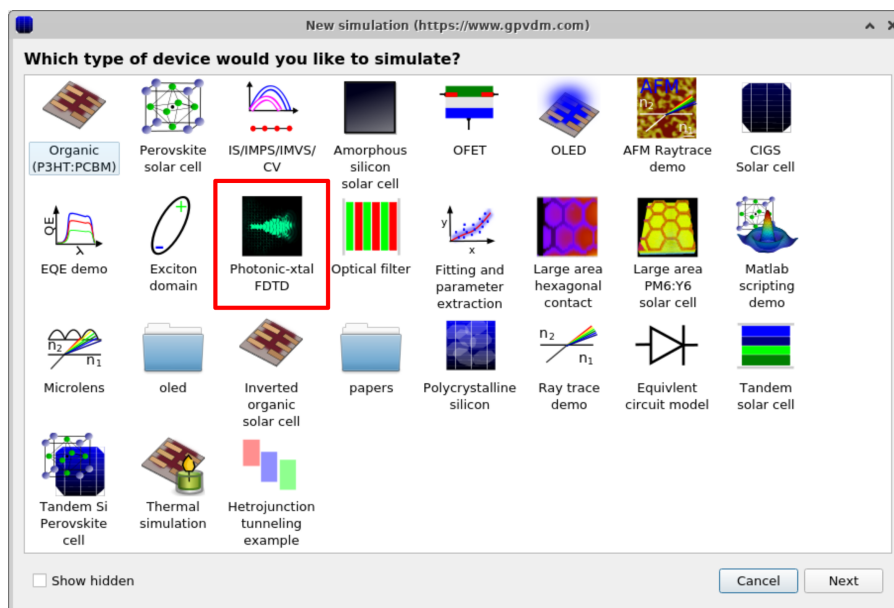 New simulation (https://www.gpvdm.com)
Which type of device would you like to simulate?
Organic
(P3HT:PCBM)
Perovskite
solar cell
IS/IMPS/IMVS/
CV
Amorphous
silicon
solar cell
OFET
OLED
AFM
n2
n1
AFM Raytrace
demo
CIGS
Solar cell
QE
λ
EQE demo
+
-
Exciton
domain
Photonic-xtal
FDTD
Optical filter
y
x
Fitting and
parameter
extraction
Large area
hexagonal
contact
Large area
PM6:Y6
solar cell
Matlab
scripting
demo
n2
n1
Microlens
oled
Inverted
organic
solar cell
papers
Polycrystalline
silicon
n2
n1
Ray trace
demo
Equivlent
circuit model
Tandem
solar cell
Tandem Si
Perovskite
cell
Thermal
simulation
Hetrojunction
tunneling
example
Show hidden
Cancel
Next